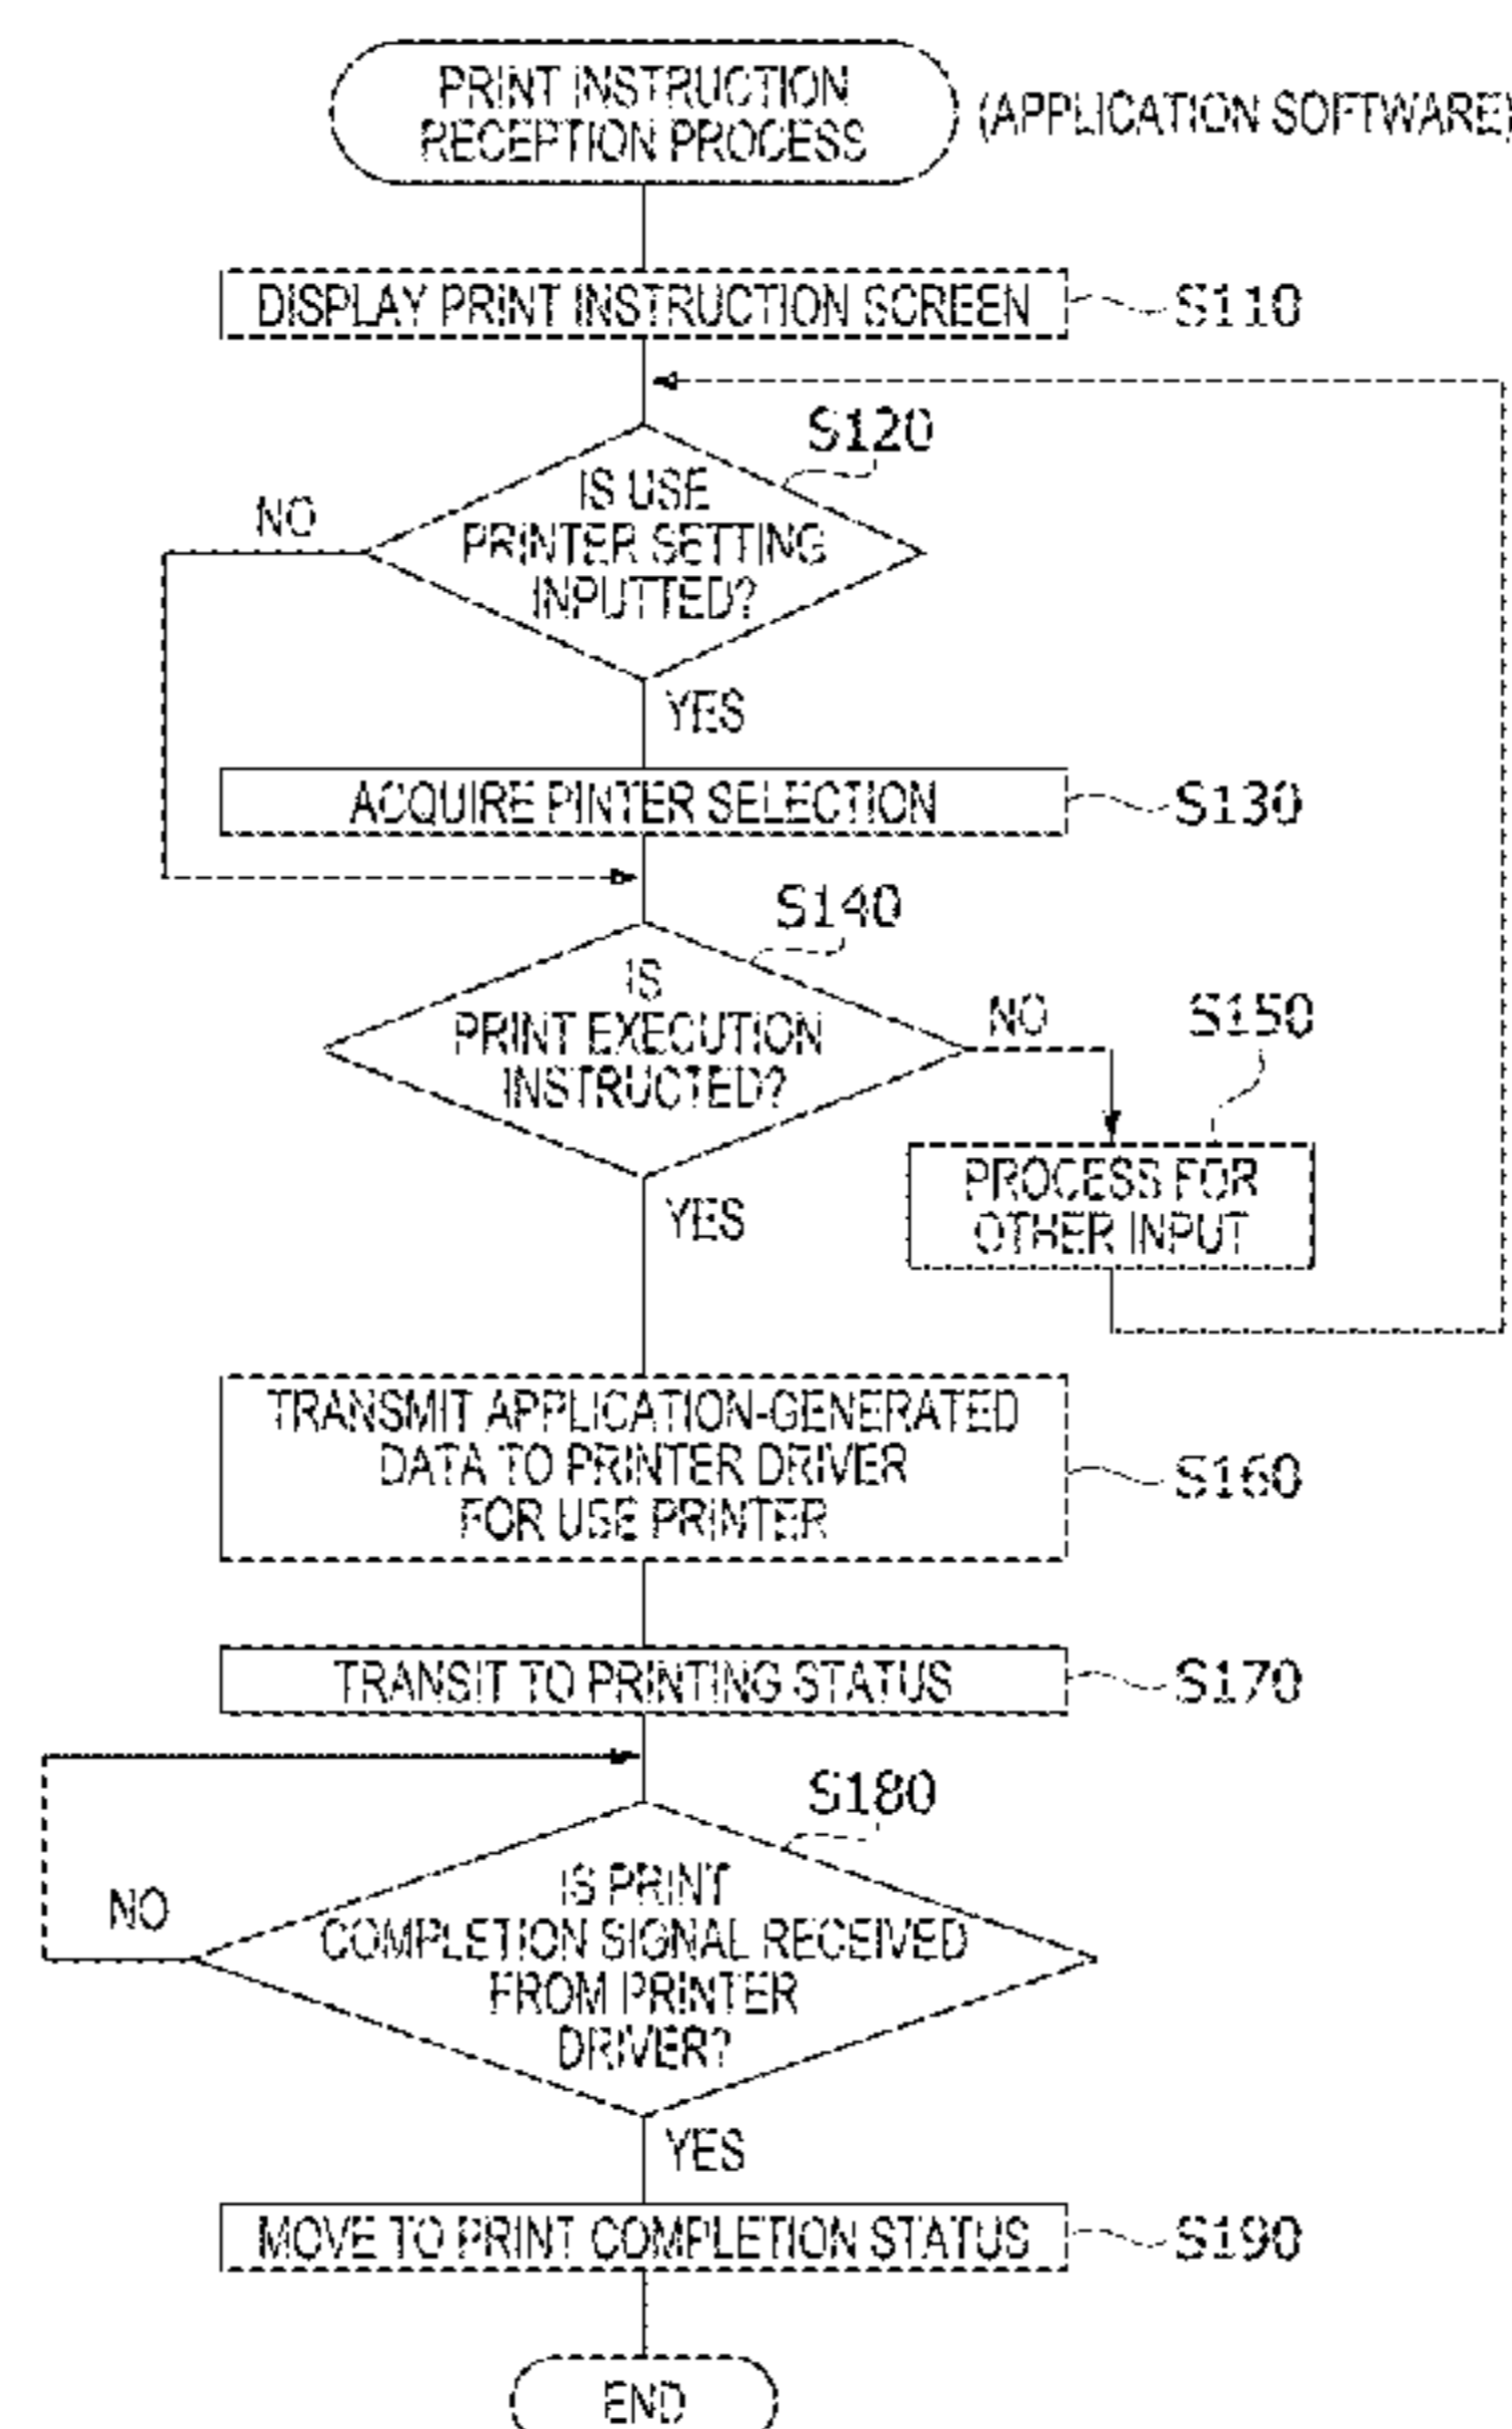 PRINT INSTRUCTION
RECEPTION PROCESS
(APPLICATION SOFTWARE)
DISPLAY PRINT INSTRUCTION SCREEN
S110
S120
IS USE
PRINTER SETTING
INPUTTED?
NO
YES
ACQUIRE PINTER SELECTION
S130
S140
IS
PRINT EXECUTION
INSTRUCTED?
NO
S150
PROCESS FOR
OTHER INPUT
YES
TRANSMIT APPLICATION-GENERATED
DATA TO PRINTER DRIVER
FOR USE PRINTER
S160
TRANSIT TO PRINTING STATUS
S170
S180
IS PRINT
COMPLETION SIGNAL RECEIVED
FROM PRINTER
DRIVER?
NO
YES
MOVE TO PRINT COMPLETION STATUS
S190
END